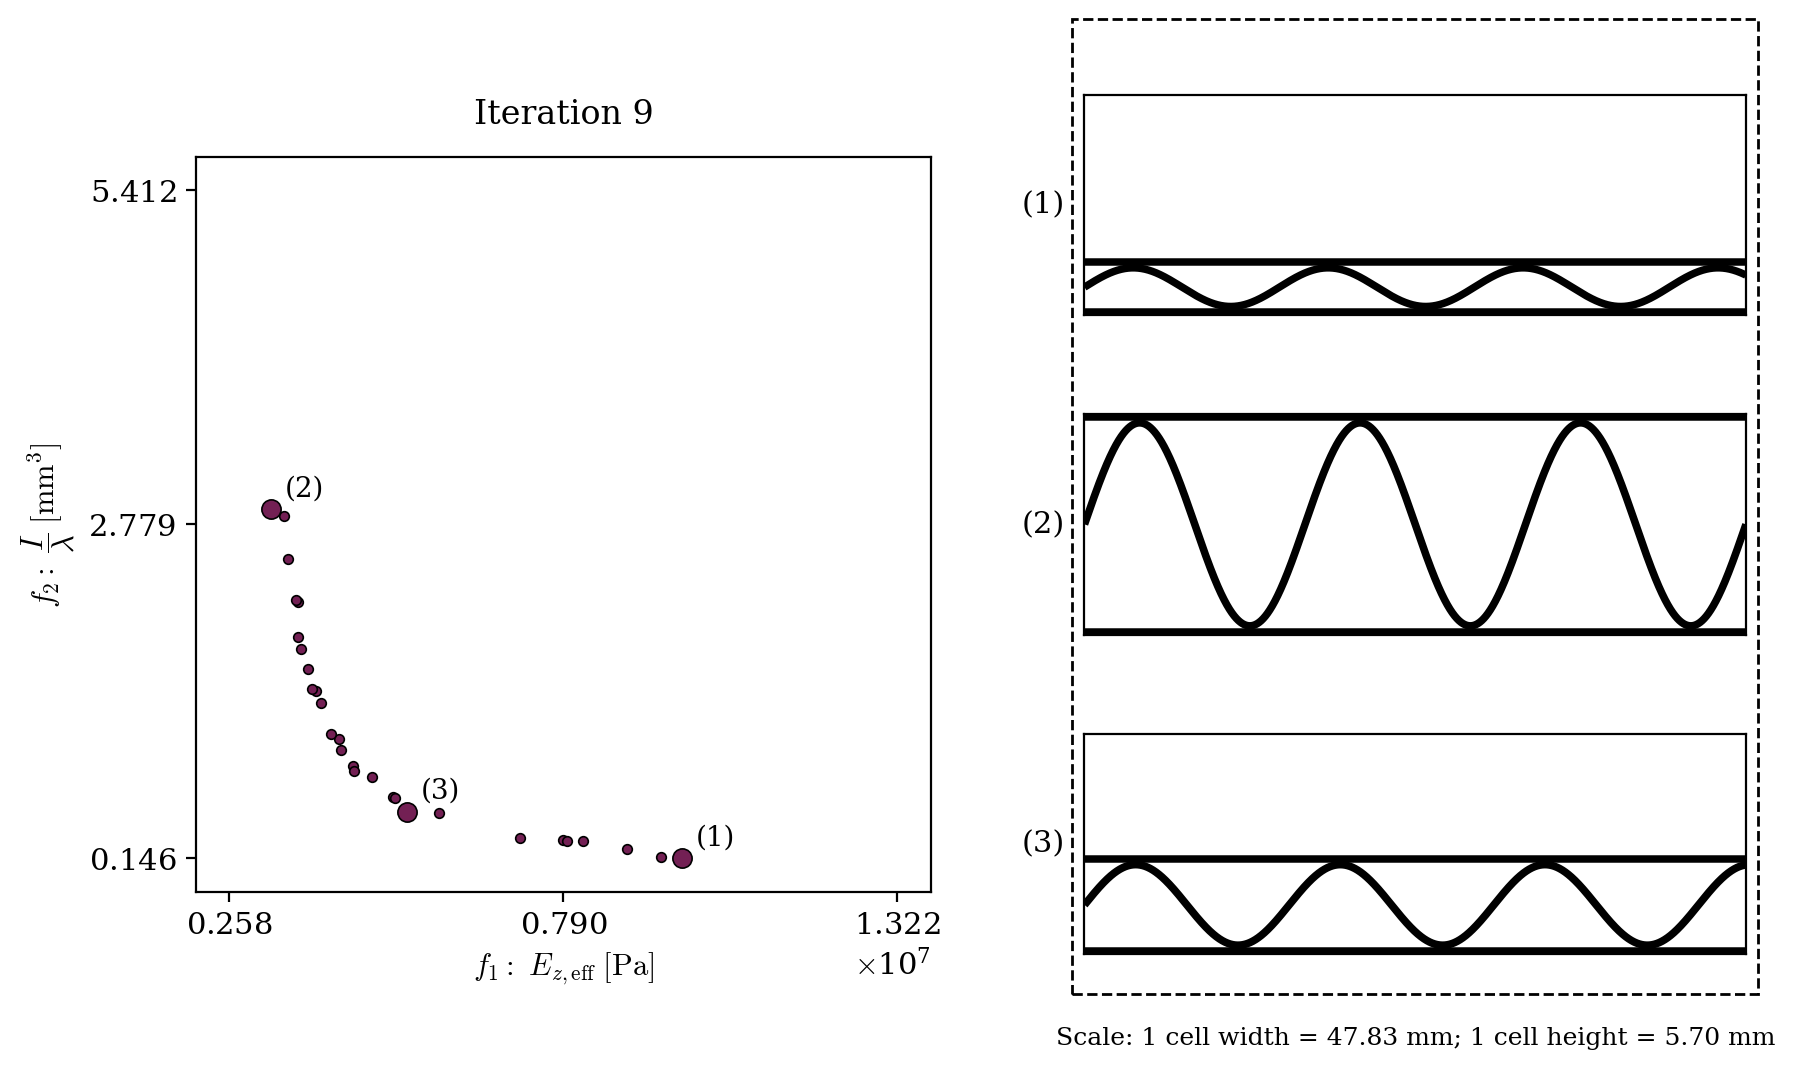 Iteration 9
5.412
2.779
0.146
f₂ : I/λ [mm³]
(2)
(3)
(1)
0.258 0.790 1.322
×10⁷
f₁ : E_{z,eff} [Pa]
(1)
(2)
(3)
Scale: 1 cell width = 47.83 mm; 1 cell height = 5.70 mm